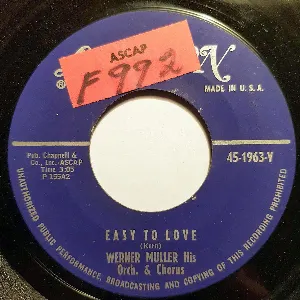 ASCAP
F992
®
MADE IN U.S.A.
Pub. Chappell &
Co., Inc.-ASCAP
Time 3:05
45-1963-V
EASY TO LOVE
WERNER MULLER His
Orch. & Chorus
UNAUTHORIZED PUBLIC PERFORMANCE, BROADCASTING AND COPYING OF THIS RECORDING PROHIBITED